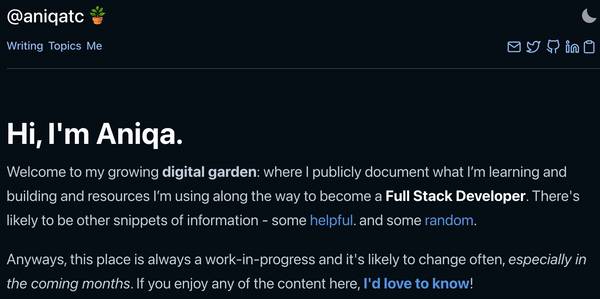 @aniqatc 🪴
Writing Topics Me
Hi, I'm Aniqa.
Welcome to my growing digital garden: where I publicly document what I'm learning and
building and resources I'm using along the way to become a Full Stack Developer. There's
likely to be other snippets of information - some helpful. and some random.
Anyways, this place is always a work-in-progress and it's likely to change often, especially in
the coming months. If you enjoy any of the content here, I'd love to know!